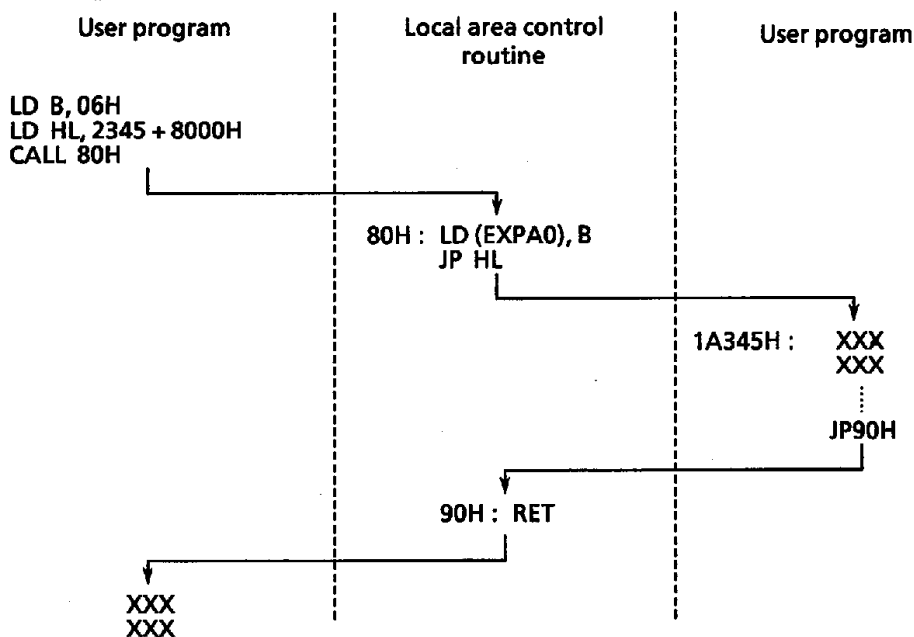 User program
Local area control
routine
User program
LD B, 06H
LD HL, 2345 + 8000H
CALL 80H
80H : LD (EXPA0), B
JP HL
1A345H : XXX
XXX
JP90H
90H : RET
XXX
XXX